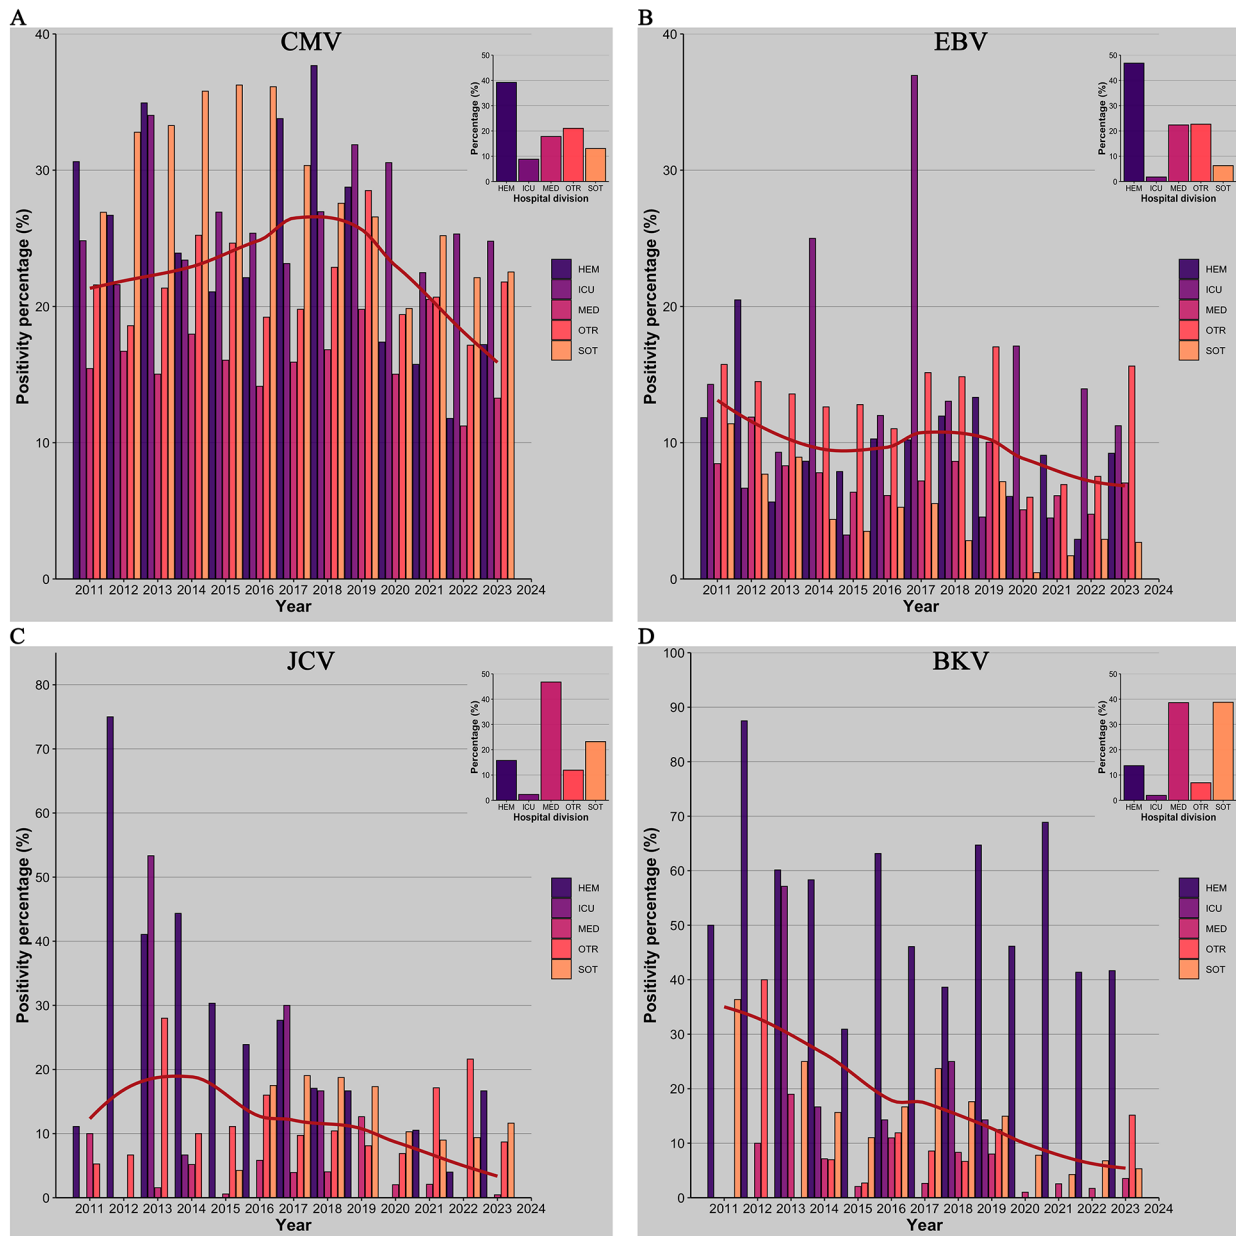 A
CMV
40
30
20
10
0
Positivity percentage (%)
2011 2012 2013 2014 2015 2016 2017 2018 2019 2020 2021 2022 2023 2024
Year
50
40
30
20
10
0
Percentage (%)
HEM ICU MED OTR SOT
Hospital division
HEM
ICU
MED
OTR
SOT
B
EBV
40
30
20
10
0
Positivity percentage (%)
2011 2012 2013 2014 2015 2016 2017 2018 2019 2020 2021 2022 2023 2024
Year
50
40
30
20
10
0
Percentage (%)
HEM ICU MED OTR SOT
Hospital division
HEM
ICU
MED
OTR
SOT
C
JCV
80
70
60
50
40
30
20
10
0
Positivity percentage (%)
2011 2012 2013 2014 2015 2016 2017 2018 2019 2020 2021 2022 2023 2024
Year
50
40
30
20
10
0
Percentage (%)
HEM ICU MED OTR SOT
Hospital division
HEM
ICU
MED
OTR
SOT
D
BKV
100
90
80
70
60
50
40
30
20
10
0
Positivity percentage (%)
2011 2012 2013 2014 2015 2016 2017 2018 2019 2020 2021 2022 2023 2024
Year
50
40
30
20
10
0
Percentage (%)
HEM ICU MED OTR SOT
Hospital division
HEM
ICU
MED
OTR
SOT